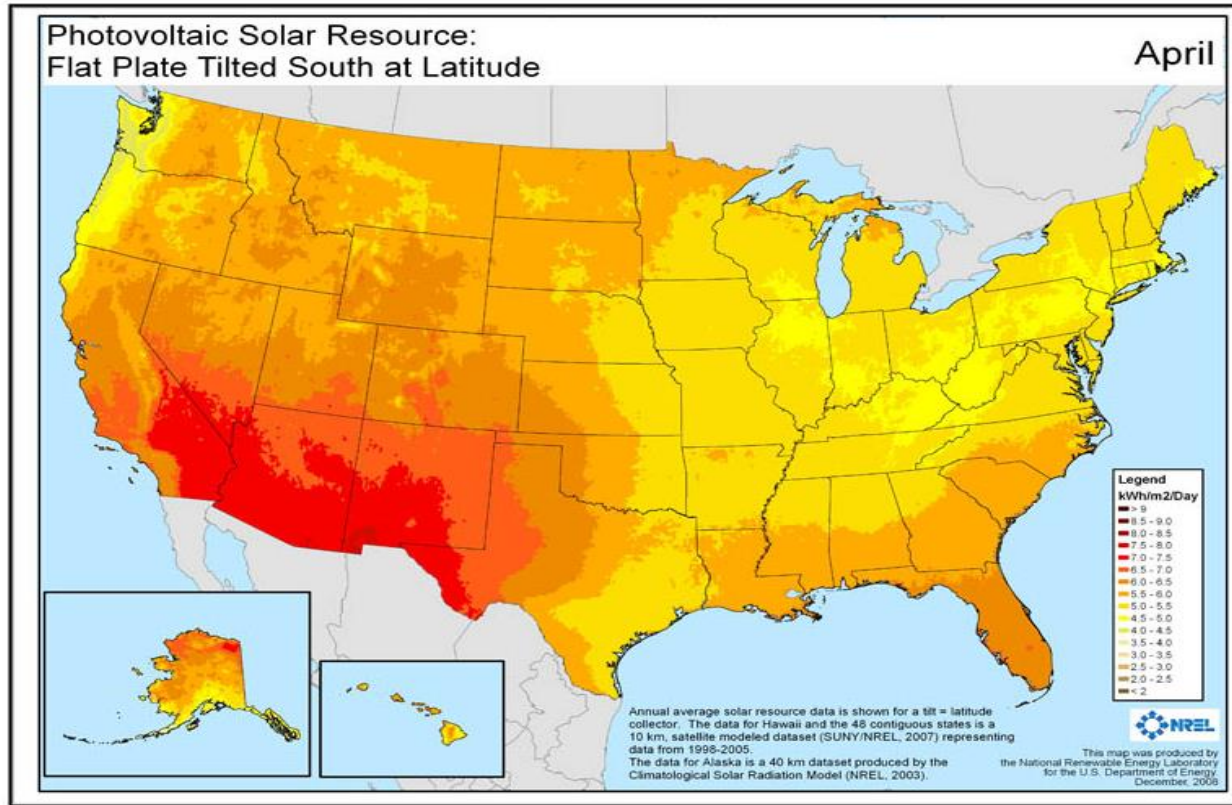 Photovoltaic Solar Resource:
Flat Plate Tilted South at Latitude
April
Legend
kWh/m2/Day
> 9
8.5 - 9.0
8.0 - 8.5
7.5 - 8.0
7.0 - 7.5
6.5 - 7.0
6.0 - 6.5
5.5 - 6.0
5.0 - 5.5
4.5 - 5.0
4.0 - 4.5
3.5 - 4.0
3.0 - 3.5
2.5 - 3.0
2.0 - 2.5
< 2
Annual average solar resource data is shown for a tilt = latitude
collector. The data for Hawaii and the 48 contiguous states is a
10 km, satellite modeled dataset (SUNY/NREL, 2007) representing
data from 1998-2005.
The data for Alaska is a 40 km dataset produced by the
Climatological Solar Radiation Model (NREL, 2003).
NREL
This map was produced by
the National Renewable Energy Laboratory
for the U.S. Department of Energy.
December, 2008